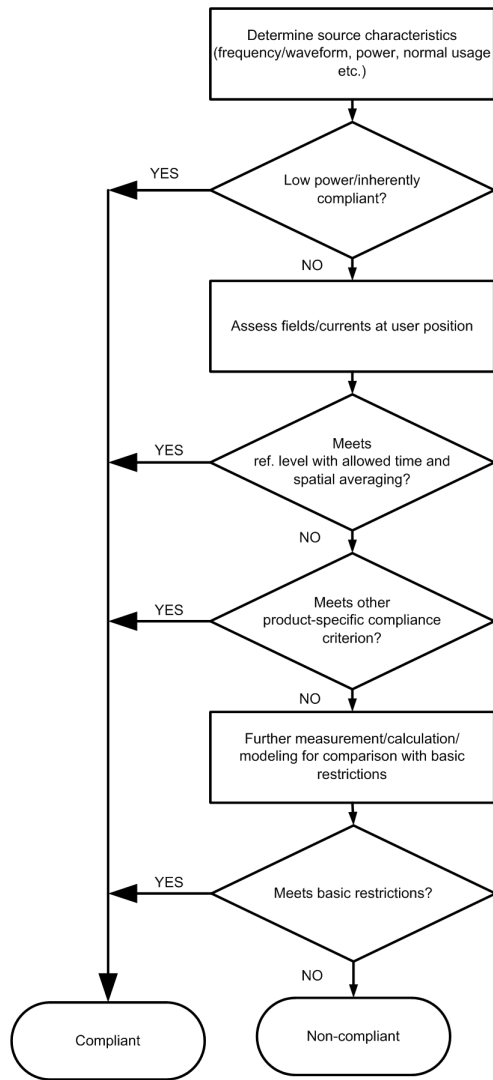 Determine source characteristics
(frequency/waveform, power, normal usage
etc.)
YES
Low power/inherently
compliant?
NO
Assess fields/currents at user position
YES
Meets
ref. level with allowed time and
spatial averaging?
NO
YES
Meets other
product-specific compliance
criterion?
NO
Further measurement/calculation/
modeling for comparison with basic
restrictions
YES
Meets basic restrictions?
NO
Compliant
Non-compliant